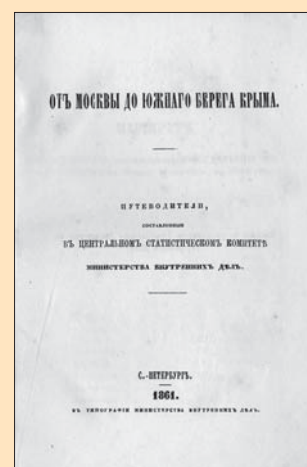 ОТЪ МОСКВЫ ДО ЮЖНАГО БЕРЕГА КРЫМА.
ПУТЕВОДИТЕЛИ,
СОСТАВЛЕННЫЙ
ВЪ ЦЕНТРАЛЬНОМЪ СТАТИСТИЧЕСКОМЪ КОМИТЕТѢ
МИНИСТЕРСТВА ВНУТРЕННИХЪ ДѢЛЪ.
С.-ПЕТЕРБУРГЪ.
1861.
ВЪ ТИПОГРАФІИ МИНИСТЕРСТВА ВНУТРЕННИХЪ ДѢЛЪ.